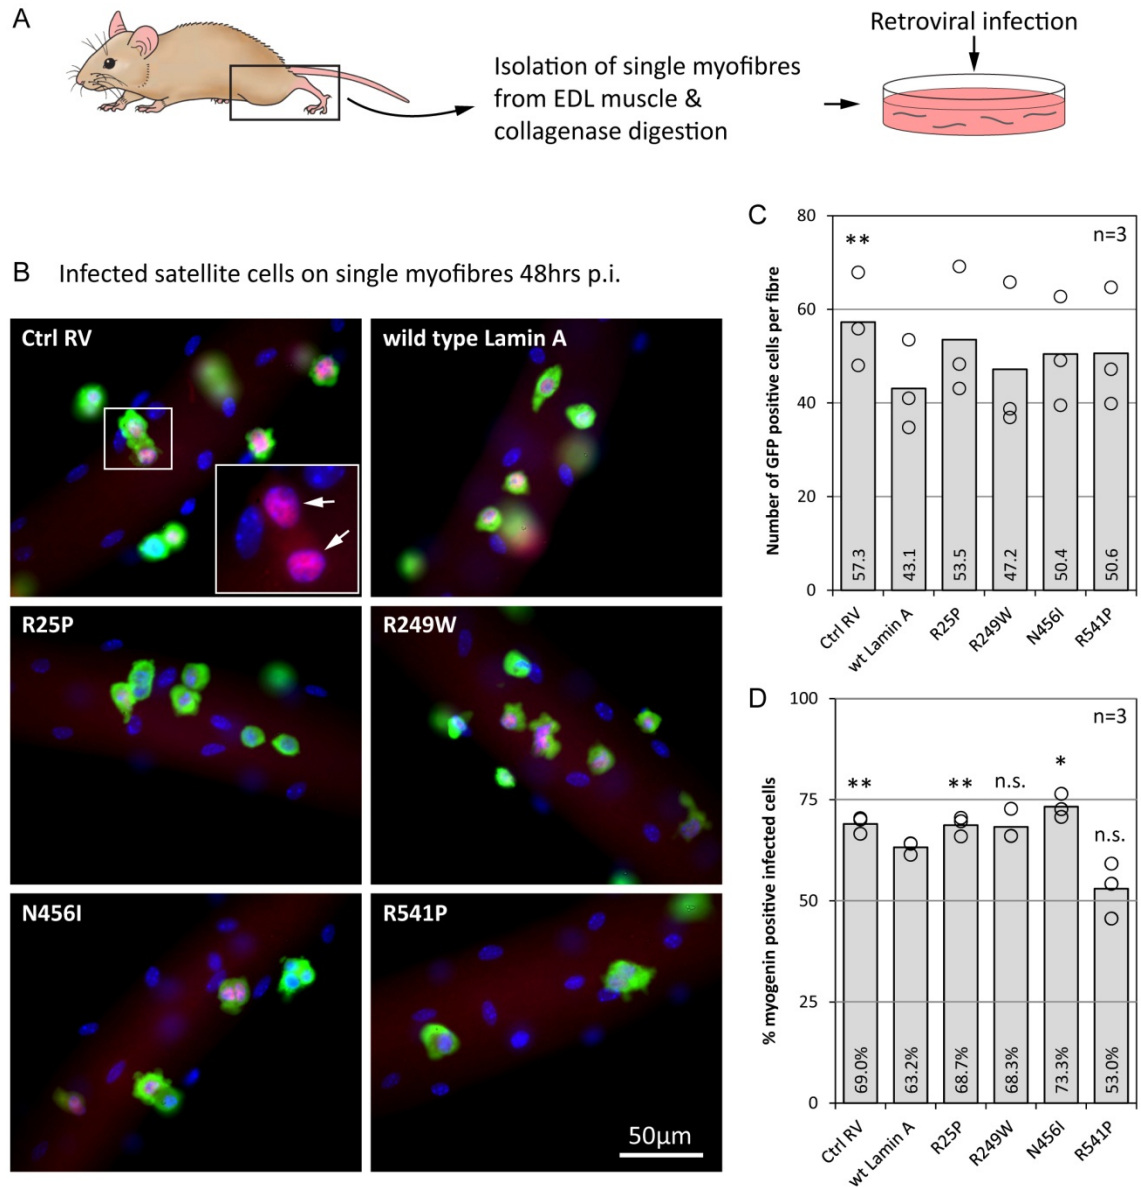 A
Isolation of single myofibres
from EDL muscle &
collagenase digestion
Retroviral infection
B Infected satellite cells on single myofibres 48hrs p.i.
Ctrl RV
wild type Lamin A
R25P
R249W
N456I
R541P
50µm
C
Number of GFP positive cells per fibre
80
60
40
20
0
n=3
**
57.3
43.1
53.5
47.2
50.4
50.6
Ctrl RV
wt Lamin A
R25P
R249W
N456I
R541P
D
% myogenin positive infected cells
100
75
50
25
0
n=3
**
**
n.s.
*
n.s.
69.0%
63.2%
68.7%
68.3%
73.3%
53.0%
Ctrl RV
wt Lamin A
R25P
R249W
N456I
R541P